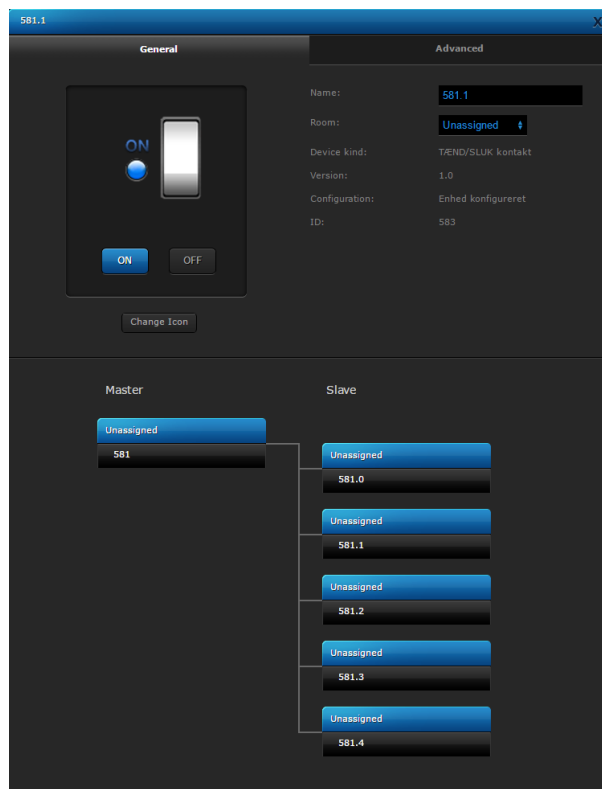 581.1
X
General
Advanced
ON
ON
OFF
Change Icon
Name:
581.1
Room:
Unassigned
Device kind:
TÆND/SLUK kontakt
Version:
1.0
Configuration:
Enhed konfigureret
ID:
583
Master
Slave
Unassigned
581
Unassigned
581.0
Unassigned
581.1
Unassigned
581.2
Unassigned
581.3
Unassigned
581.4